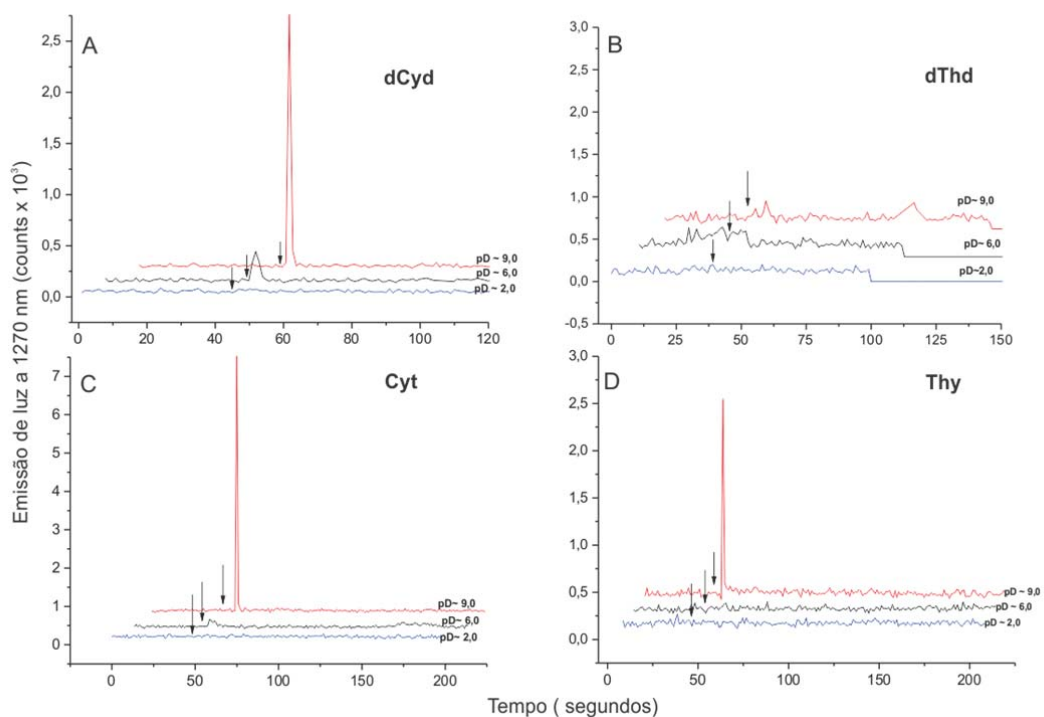 A
dCyd
2,5
2,0
1,5
1,0
0,5
0,0
pD~ 9,0
pD ~ 6,0
pD ~ 2,0
0 20 40 60 80 100 120
B
dThd
3,0
2,5
2,0
1,5
1,0
0,5
0,0
-0,5
pD~ 9,0
pD~ 6,0
pD~2,0
0 25 50 75 100 125 150
Emissão de luz a 1270 nm (counts x 10³)
C
Cyt
7
6
5
4
3
2
1
0
pD~ 9,0
pD~ 6,0
pD~ 2,0
0 50 100 150 200
D
Thy
3,0
2,5
2,0
1,5
1,0
0,5
0,0
pD~ 9,0
pD~ 6,0
pD~ 2,0
0 50 100 150 200
Tempo ( segundos)